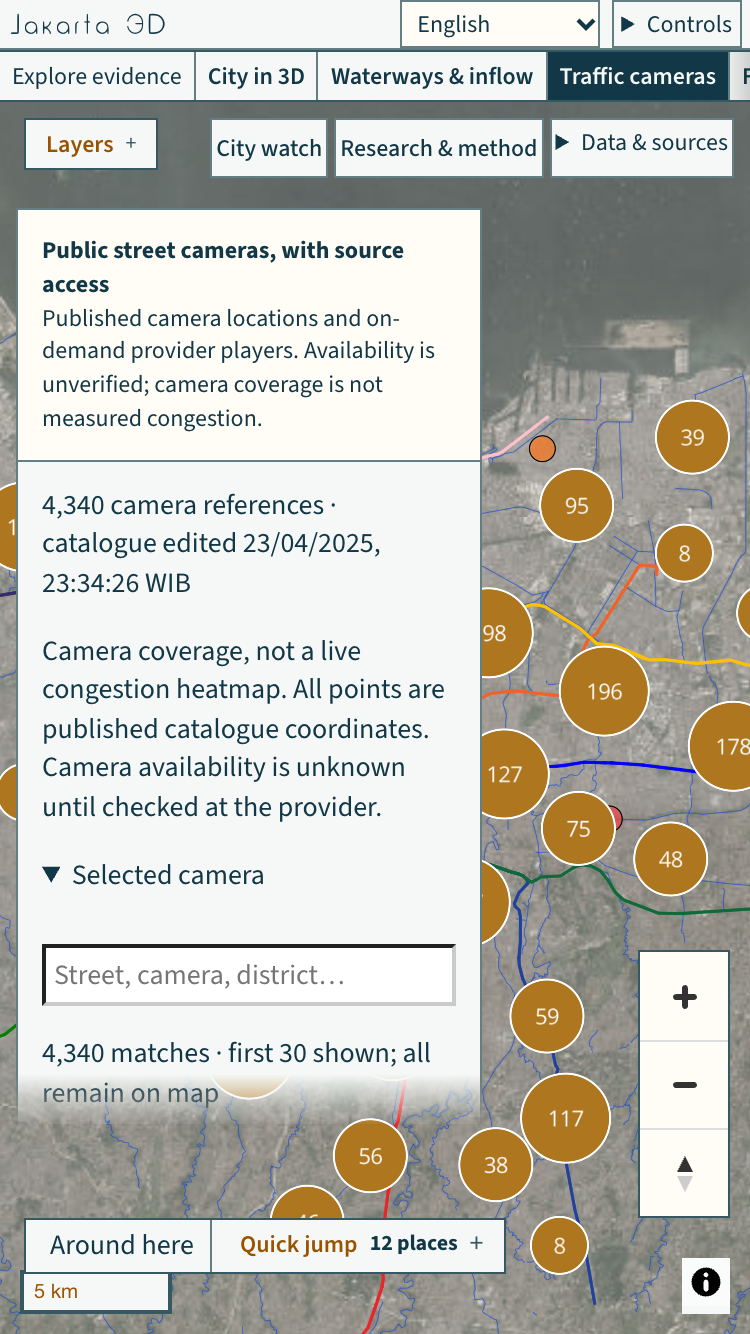 Jakarta 3D
English
Controls
Explore evidence
City in 3D
Waterways & inflow
Traffic cameras
Layers +
City watch
Research & method
Data & sources
Public street cameras, with source
access
Published camera locations and on-
demand provider players. Availability is
unverified; camera coverage is not
measured congestion.
4,340 camera references ·
catalogue edited 23/04/2025,
23:34:26 WIB
Camera coverage, not a live
congestion heatmap. All points are
published catalogue coordinates.
Camera availability is unknown
until checked at the provider.
Selected camera
Street, camera, district…
4,340 matches · first 30 shown; all
remain on map
39
95
8
98
196
178
127
75
48
59
117
56
38
8
Around here
Quick jump 12 places +
5 km